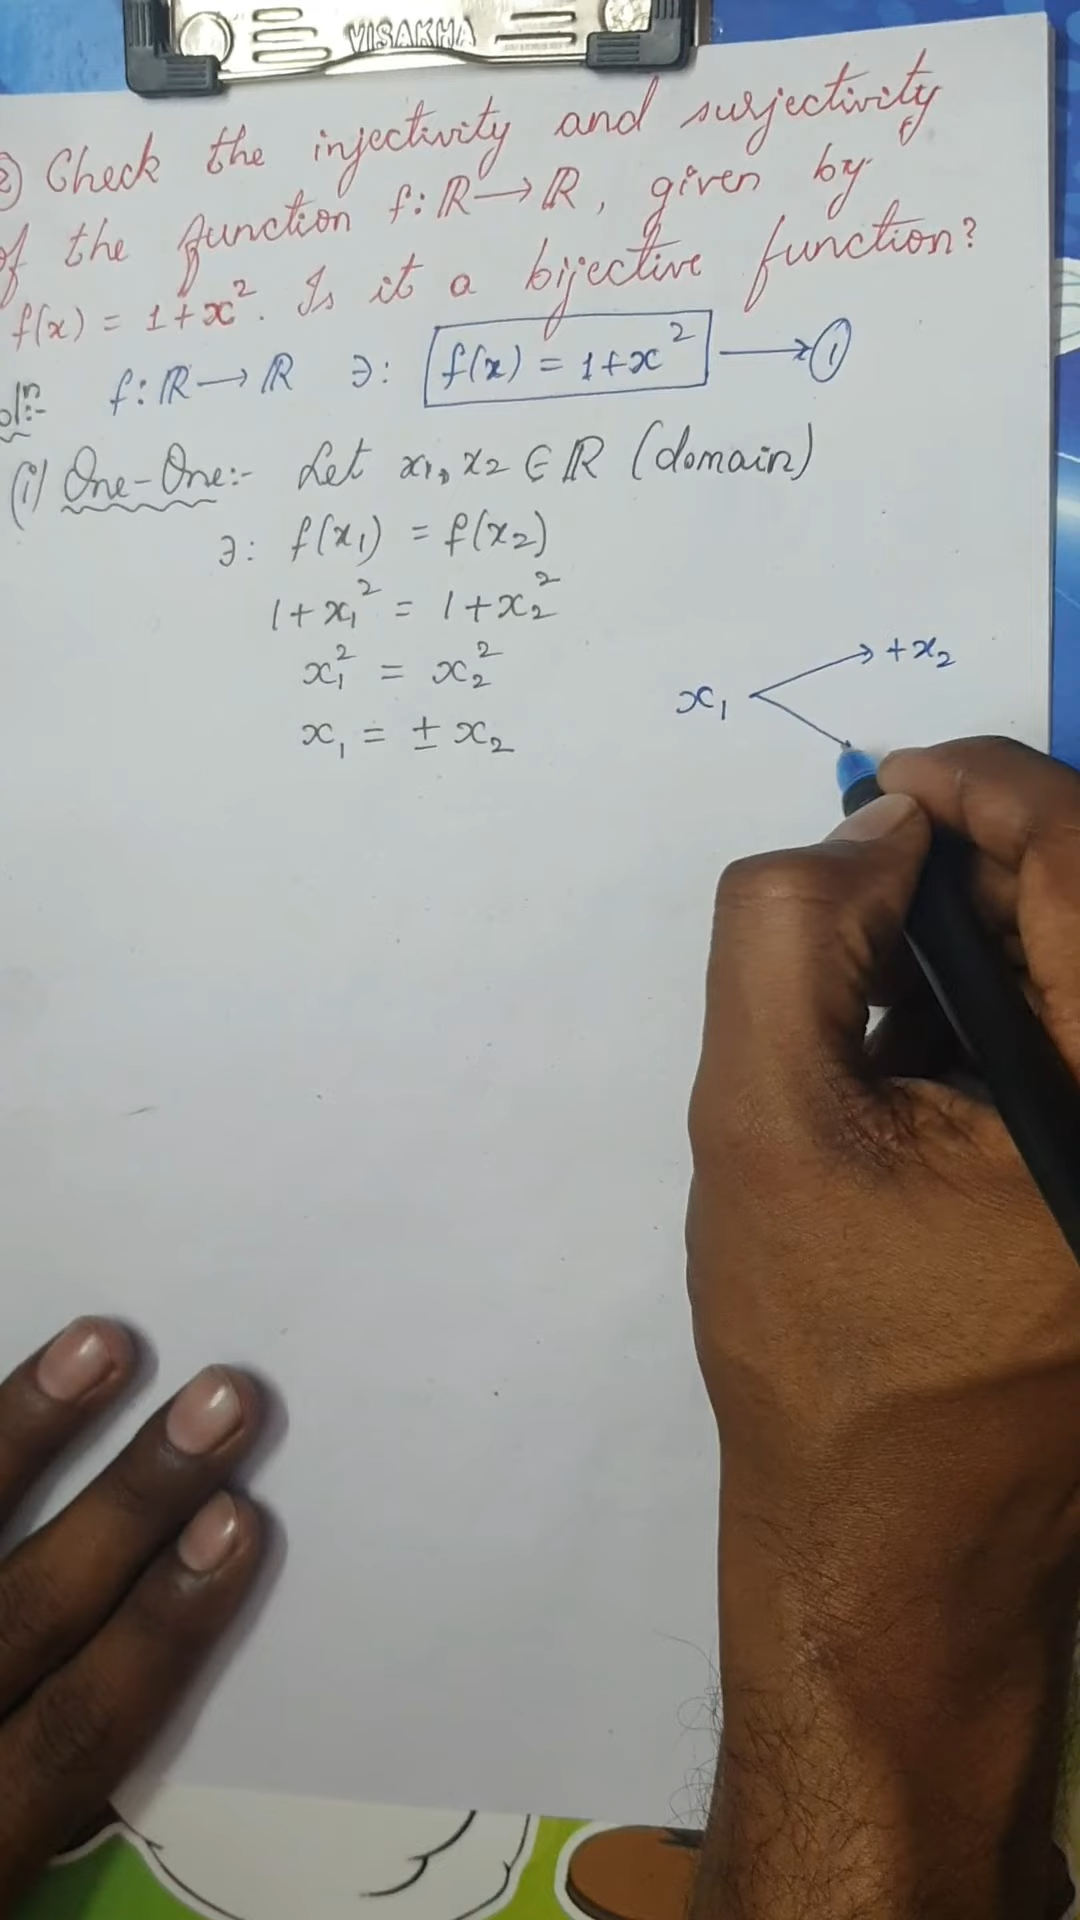 VISAKHA
2) Check the injectivity and surjectivity
of the function f: ℝ → ℝ, given by
f(x) = 1+x². Is it a bijective function?
Soln:- f: ℝ → ℝ ∋: f(x) = 1+x² → ①
(i) One-One:- Let x₁, x₂ ∈ ℝ (domain)
∋: f(x₁) = f(x₂)
1+x₁² = 1+x₂²
x₁² = x₂²
x₁ = ± x₂
x₁ → +x₂